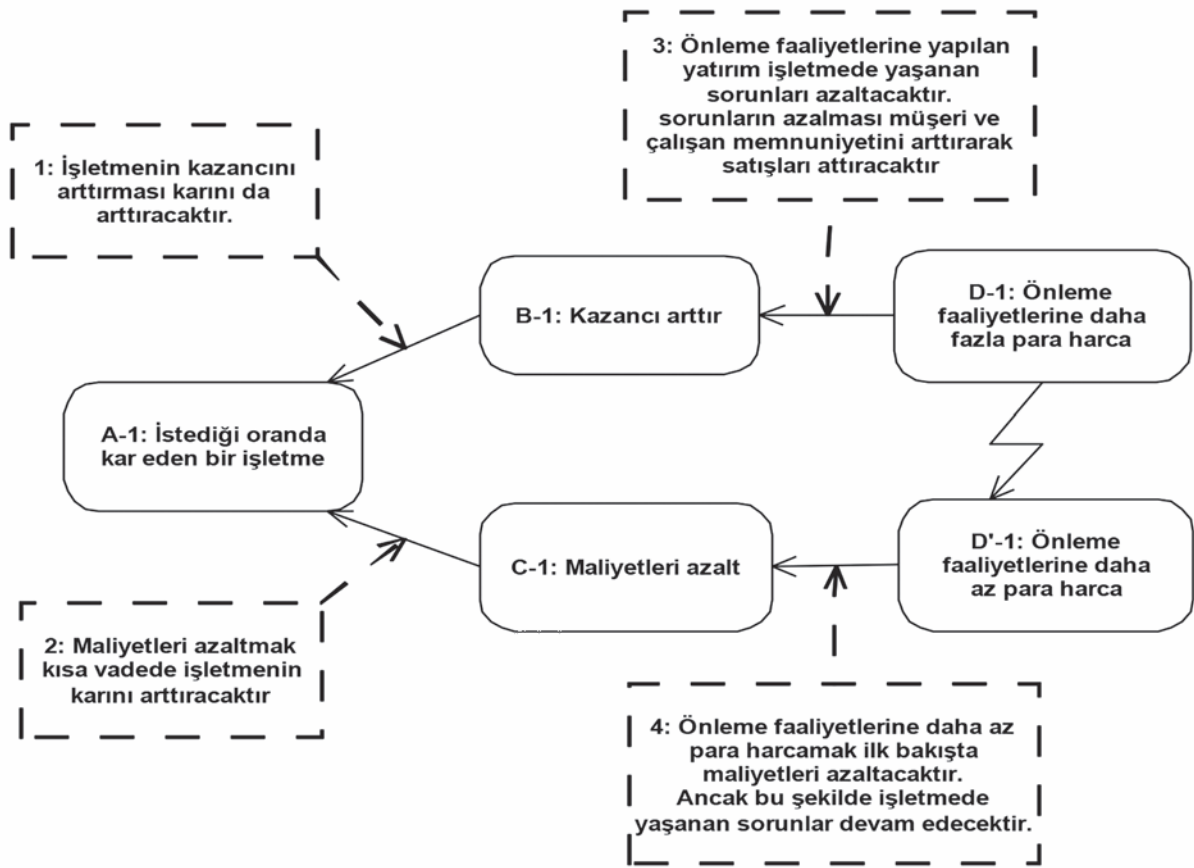 3: Önleme faaliyetlerine yapılan
yatırım işletmede yaşanan
sorunları azaltacaktır.
sorunların azalması müşeri ve
çalışan memnuniyetini arttırarak
satışları attıracaktır
1: İşletmenin kazancını
arttırması karını da
arttıracaktır.
B-1: Kazancı arttır
D-1: Önleme
faaliyetlerine daha
fazla para harca
A-1: İstediği oranda
kar eden bir işletme
C-1: Maliyetleri azalt
D'-1: Önleme
faaliyetlerine daha
az para harca
2: Maliyetleri azaltmak
kısa vadede işletmenin
karını arttıracaktır
4: Önleme faaliyetlerine daha az
para harcamak ilk bakışta
maliyetleri azaltacaktır.
Ancak bu şekilde işletmede
yaşanan sorunlar devam edecektir.